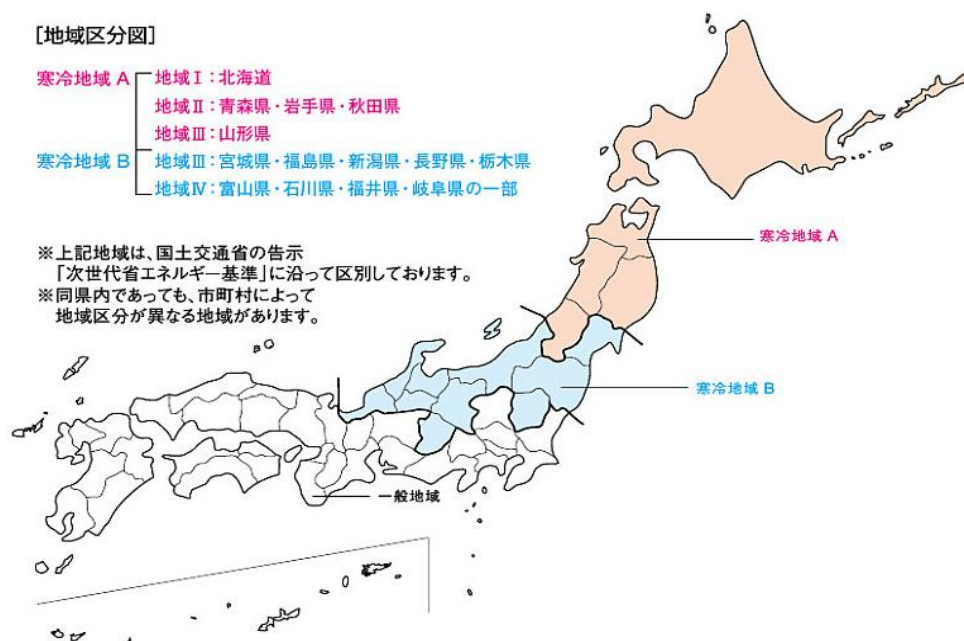 [地域区分図]
寒冷地域 A
地域Ⅰ：北海道
地域Ⅱ：青森県・岩手県・秋田県
地域Ⅲ：山形県
寒冷地域 B
地域Ⅲ：宮城県・福島県・新潟県・長野県・栃木県
地域Ⅳ：富山県・石川県・福井県・岐阜県の一部
※上記地域は、国土交通省の告示
「次世代省エネルギー基準」に沿って区別しております。
※同県内であっても、市町村によって
地域区分が異なる地域があります。
寒冷地域 A
寒冷地域 B
一般地域